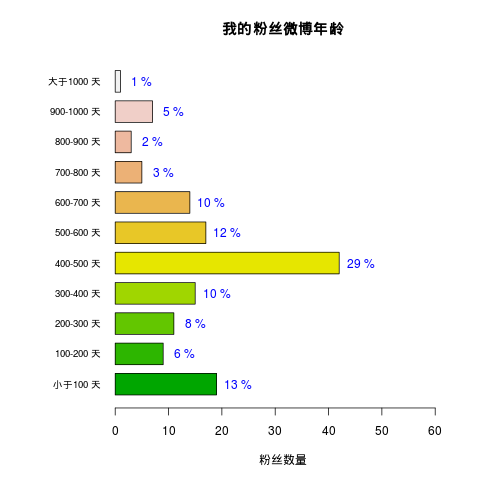 我的粉丝微博年龄
大于1000 天
1 %
900-1000 天
5 %
800-900 天
2 %
700-800 天
3 %
600-700 天
10 %
500-600 天
12 %
400-500 天
29 %
300-400 天
10 %
200-300 天
8 %
100-200 天
6 %
小于100 天
13 %
0 10 20 30 40 50 60
粉丝数量